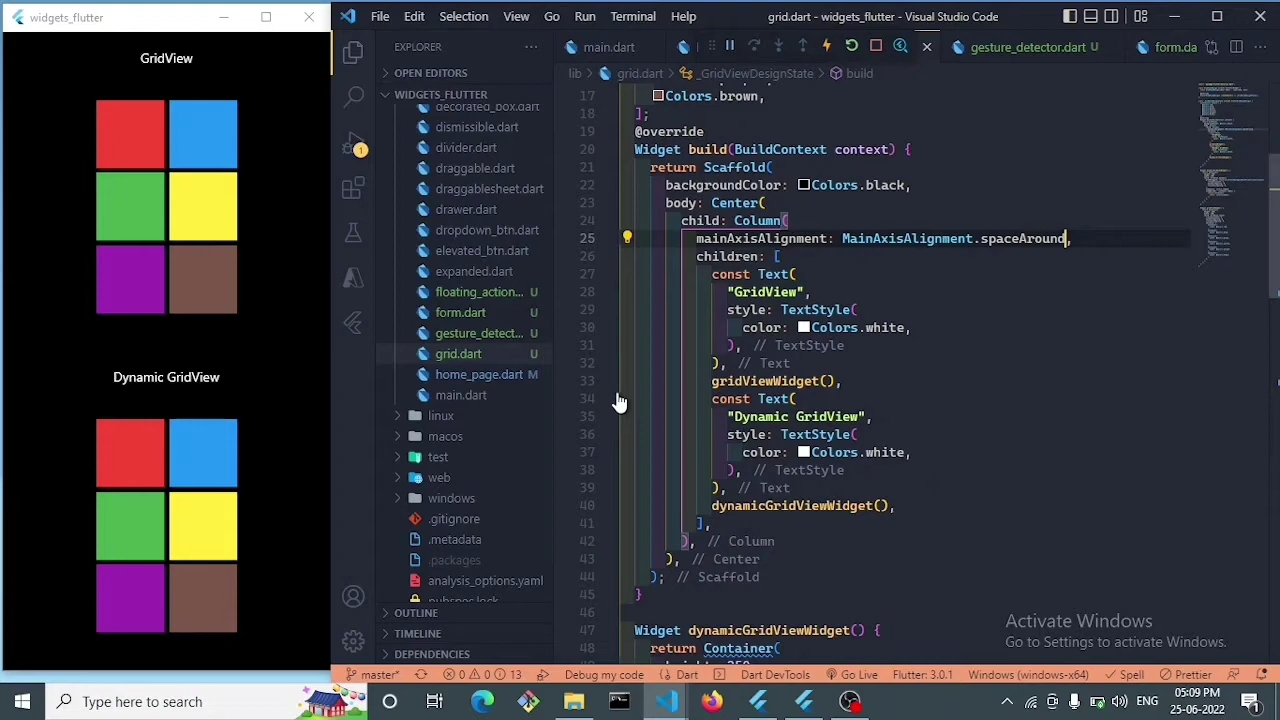 widgets_flutter
GridView
Dynamic GridView
File Edit Selection View Go Run Terminal Help
grid.dart - widgets_flutter - Visual Studio Code
EXPLORER
main.dart
gesture_detector.dart U
form.da
OPEN EDITORS
lib > grid.dart > _GridViewDesignState > build
WIDGETS_FLUTTER
decorated_box.dart
dismissible.dart
divider.dart
draggable.dart
draggablesheet.dart
drawer.dart
dropdown_btn.dart
elevated_btn.dart
expanded.dart
floating_action... U
form.dart U
gesture_detect... U
grid.dart U
home_page.dart M
main.dart
linux
macos
test
web
windows
.gitignore
.metadata
.packages
analysis_options.yaml
pubspec.lock
OUTLINE
TIMELINE
DEPENDENCIES
17 Colors.brown,
18 ];
19 @override
20 Widget build(BuildContext context) {
21 return Scaffold(
22 backgroundColor: Colors.black,
23 body: Center(
24 child: Column(
25 mainAxisAlignment: MainAxisAlignment.spaceAround,
26 children: [
27 const Text(
28 "GridView",
29 style: TextStyle(
30 color: Colors.white,
31 ), // TextStyle
32 ), // Text
33 gridViewWidget(),
34 const Text(
35 "Dynamic GridView",
36 style: TextStyle(
37 color: Colors.white,
38 ), // TextStyle
39 ), // Text
40 dynamicGridViewWidget(),
41 ],
42 ), // Column
43 ), // Center
44 ); // Scaffold
45 }
46
47 Widget dynamicGridViewWidget() {
48 return Container(
Activate Windows
Go to Settings to activate Windows.
master* 0 0 13 Debug my code Dart Dart DevTools Go Live Flutter: 3.0.1 Windows (windows-x64) Spell Prettier
Type here to search
ENG
05:09 PM
25-06-2022
1